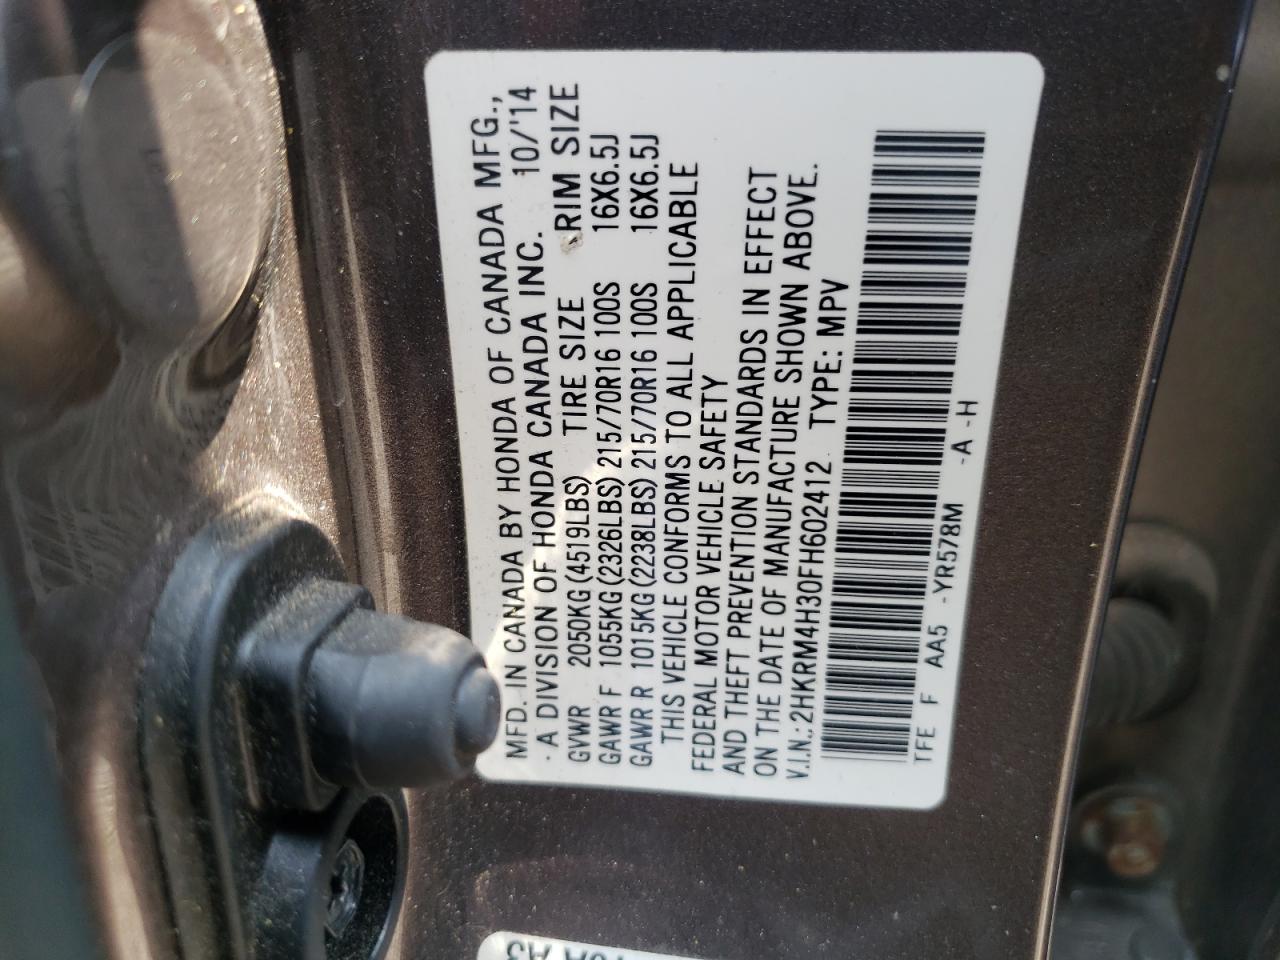 MFD. IN CANADA BY HONDA OF CANADA MFG.,
A DIVISION OF HONDA CANADA INC. 10/'14
GVWR 2050KG(4519LBS) TIRE SIZE RIM SIZE
GAWR F 1055KG(2326LBS) 215/70R16 100S 16X6.5J
GAWR R 1015KG(2238LBS) 215/70R16 100S 16X6.5J
THIS VEHICLE CONFORMS TO ALL APPLICABLE
FEDERAL MOTOR VEHICLE SAFETY
AND THEFT PREVENTION STANDARDS IN EFFECT
ON THE DATE OF MANUFACTURE SHOWN ABOVE.
V.I.N.:2HKRM4H30FH602412 TYPE: MPV
TFE F AA5 -YR578M -A -H